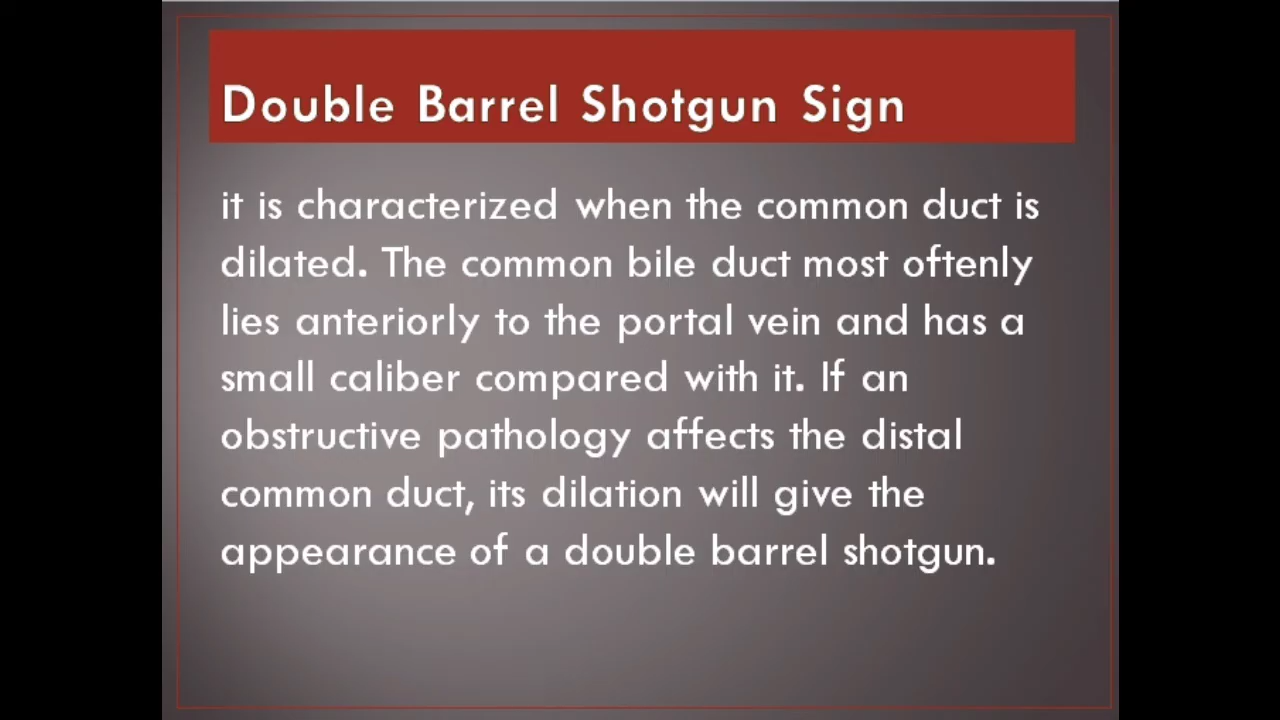 Double Barrel Shotgun Sign
it is characterized when the common duct is
dilated. The common bile duct most oftenly
lies anteriorly to the portal vein and has a
small caliber compared with it. If an
obstructive pathology affects the distal
common duct, its dilation will give the
appearance of a double barrel shotgun.